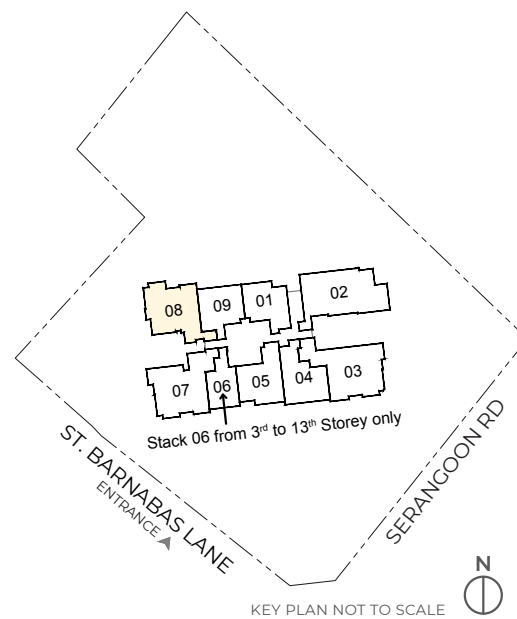 02
01
09
08
03
04
05
06
07
Stack 06 from 3rd to 13th Storey only
ST. BARNABAS LANE
ENTRANCE
SERANGOON RD
N
KEY PLAN NOT TO SCALE